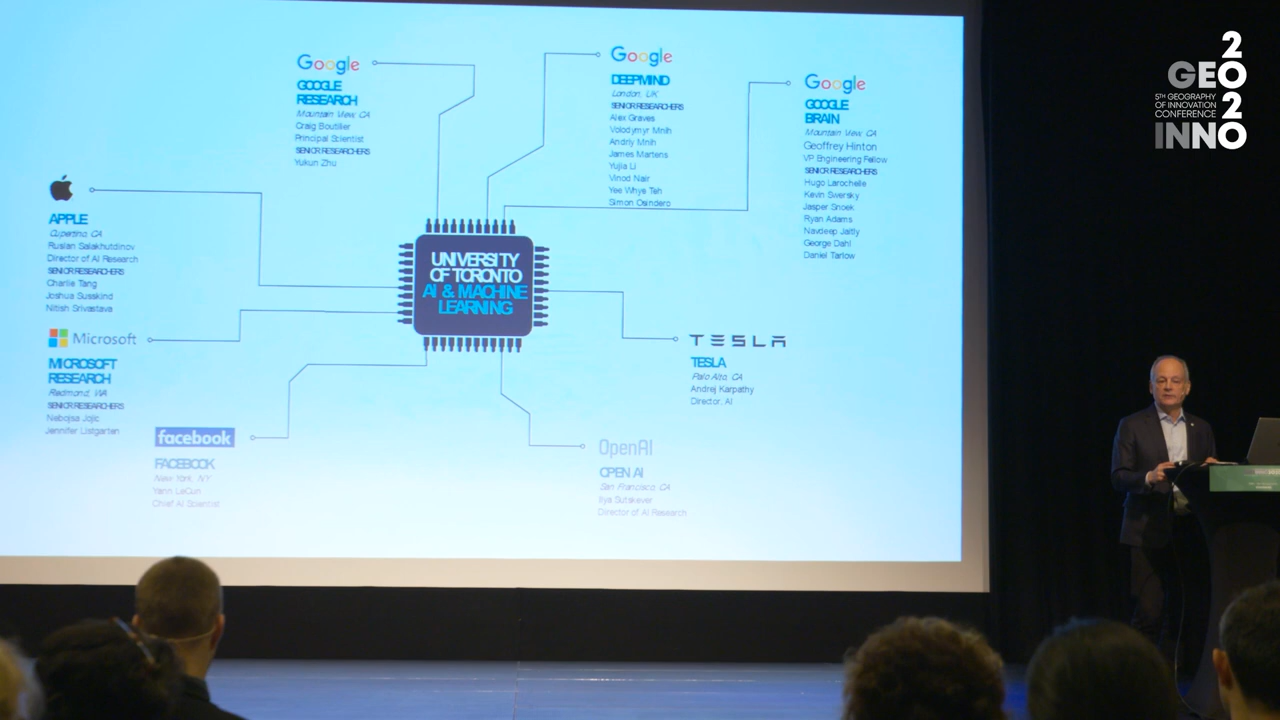 Google
GOOGLE
RESEARCH
Mountain View, CA
Craig Boutilier
Principal Scientist
SENIOR RESEARCHERS
Yukun Zhu
Google
DEEPMIND
London, UK
SENIOR RESEARCHERS
Alex Graves
Volodymyr Mnih
Andriy Mnih
James Martens
Yujia Li
Vinod Nair
Yee Whye Teh
Simon Osindero
Google
GOOGLE
BRAIN
Mountain View, CA
Geoffrey Hinton
VP Engineering Fellow
SENIOR RESEARCHERS
Hugo Larochelle
Kevin Swersky
Jasper Snoek
Ryan Adams
Navdeep Jaitly
George Dahl
Daniel Tarlow
APPLE
Cupertino, CA
Ruslan Salakhutdinov
Director of AI Research
SENIOR RESEARCHERS
Charlie Tang
Joshua Susskind
Nitish Srivastava
UNIVERSITY
OF TORONTO
AI & MACHINE
LEARNING
Microsoft
MICROSOFT
RESEARCH
Redmond, WA
SENIOR RESEARCHERS
Nebojsa Jojic
Jennifer Listgarten
TESLA
TESLA
Palo Alto, CA
Andrej Karpathy
Director, AI
facebook
FACEBOOK
New York, NY
Yann LeCun
Chief AI Scientist
OpenAI
OPEN AI
San Francisco, CA
Ilya Sutskever
Director of AI Research
2
GEO 0
5TH GEOGRAPHY
OF INNOVATION
CONFERENCE
2
INNO 0